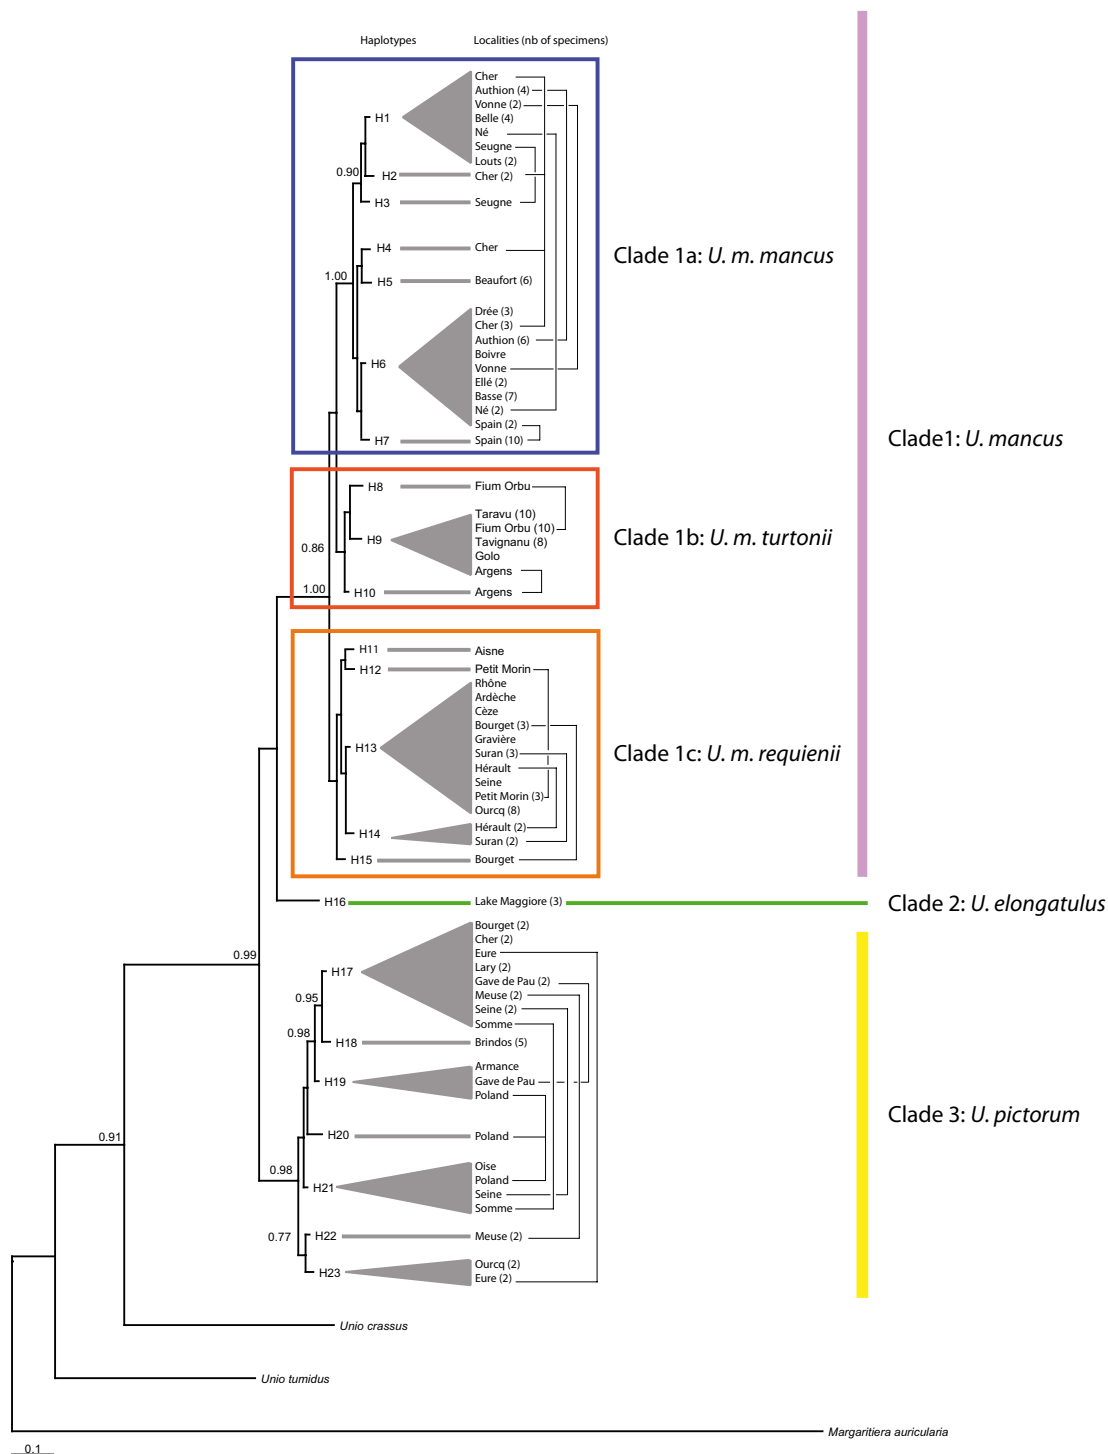 Haplotypes Localities (nb of specimens)
Cher
Authion (4)
Vonne (2)
H1 Belle (4)
Né
Seugne
Louts (2)
0.90
H2 Cher (2)
H3 Seugne
H4 Cher
Clade 1a: U. m. mancus
1.00
H5 Beaufort (6)
Drée (3)
Cher (3)
Authion (6)
Boivre
H6 Vonne
Ellé (2)
Basse (7)
Né (2)
Spain (2)
H7 Spain (10)
Clade1: U. mancus
H8 Fium Orbu
Taravu (10)
Fium Orbu (10)
H9 Tavignanu (8)
Clade 1b: U. m. turtonii
0.86
Golo
Argens
1.00
H10 Argens
H11 Aisne
H12 Petit Morin
Rhône
Ardèche
Cèze
Bourget (3)
Gravière
H13 Suran (3)
Clade 1c: U. m. requienii
Hérault
Seine
Petit Morin (3)
Ourcq (8)
H14 Hérault (2)
Suran (2)
H15 Bourget
H16 Lake Maggiore (3)
Clade 2: U. elongatulus
Bourget (2)
Cher (2)
0.99
Eure
Lary (2)
H17 Gave de Pau (2)
Meuse (2)
0.95
Seine (2)
Somme
0.98
H18 Brindos (5)
Armance
H19 Gave de Pau
Poland
Clade 3: U. pictorum
0.91
H20 Poland
0.98
Oise
Poland
H21 Seine
Somme
0.77
H22 Meuse (2)
Ourcq (2)
H23 Eure (2)
Unio crassus
Unio tumidus
Margaritiera auricularia
0.1